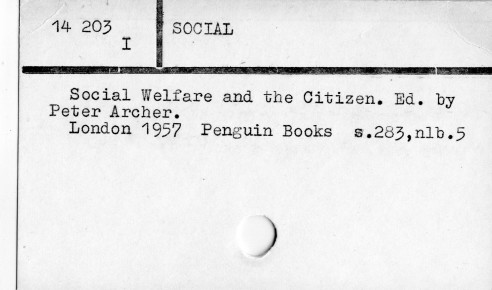 14 203
I
SOCIAL
Social Welfare and the Citizen. Ed. by
Peter Archer.
London 1957 Penguin Books s.283,nlb.5